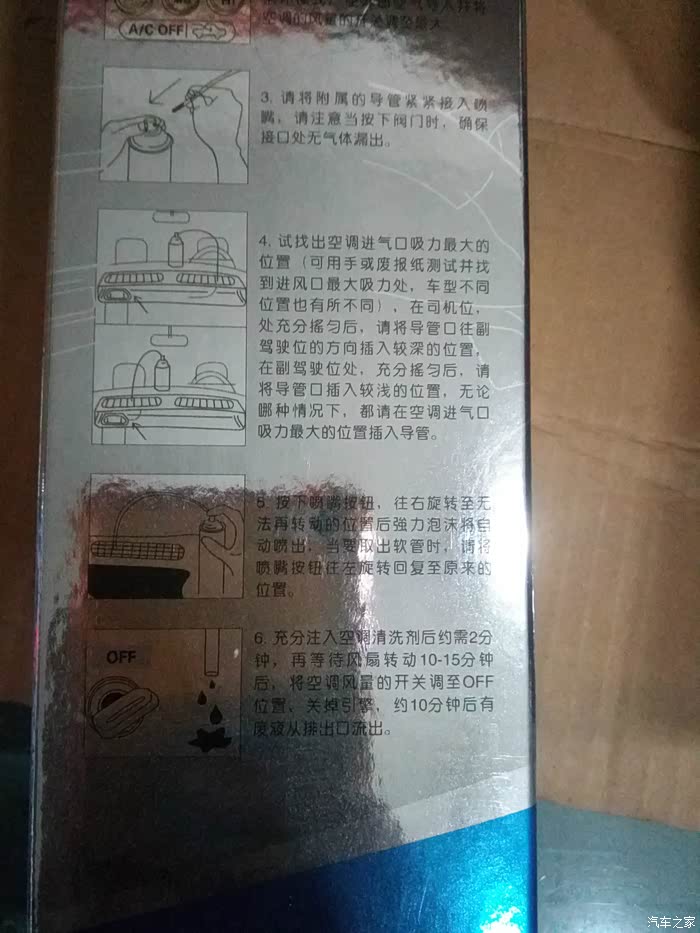 HI
A/C OFF
空调的风量的开关调至最大
3. 请将附属的导管紧紧接入喷
嘴, 请注意当按下阀门时, 确保
接口处无气体漏出。
4. 试找出空调进气口吸力最大的
位置 (可用手或废报纸测试并找
到进风口最大吸力处, 车型不同
位置也有所不同), 在司机位,
处充分摇匀后, 请将导管口往副
驾驶位的方向插入较深的位置,
在副驾驶位处, 充分摇匀后, 请
将导管口插入较浅的位置, 无论
哪种情况下, 都请在空调进气口
吸力最大的位置插入导管。
5. 按下喷嘴按钮, 往右旋转至无
法再转动的位置后強力泡沫将自
动喷出, 当要取出软管时, 请将
喷嘴按钮往左旋转回复至原来的
位置。
OFF
6. 充分注入空调清洗剂后约需2分
钟, 再等待风扇转动10-15分钟
后, 将空调风量的开关调至OFF
位置、关掉引擎, 约10分钟后有
废液从排出口流出。
汽车之家